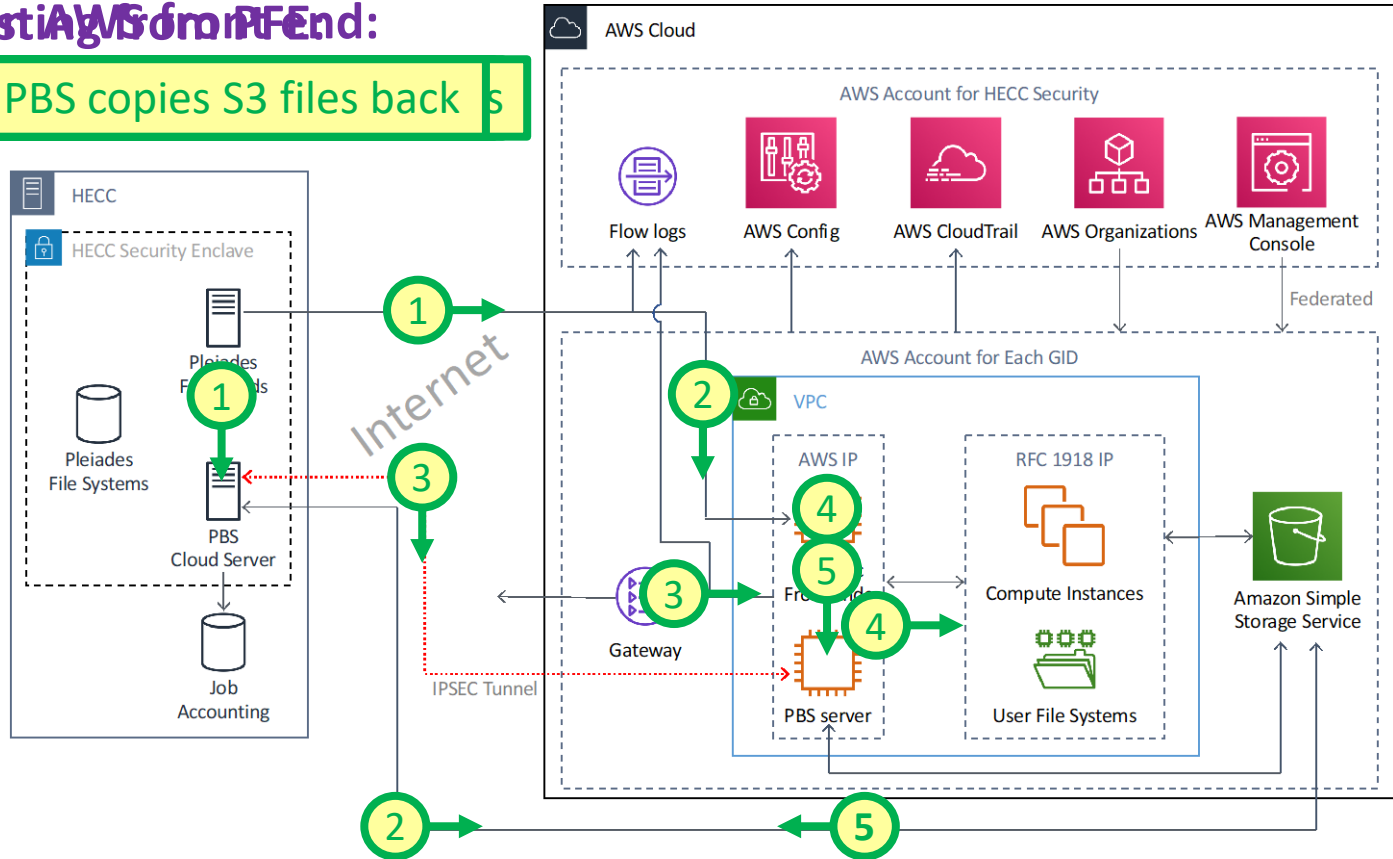 AWS Cloud
PBS copies S3 files back
s
AWS Account for HECC Security
HECC
Flow logs
AWS Config
AWS CloudTrail
AWS Organizations
AWS Management
Console
HECC Security Enclave
Federated
1
Internet
AWS Account for Each GID
Pleiades
1
2
VPC
Pleiades
File Systems
3
AWS IP
RFC 1918 IP
4
PBS
Cloud Server
5
3
Compute Instances
Amazon Simple
Storage Service
4
Gateway
Job
Accounting
IPSEC Tunnel
PBS server
User File Systems
2
5